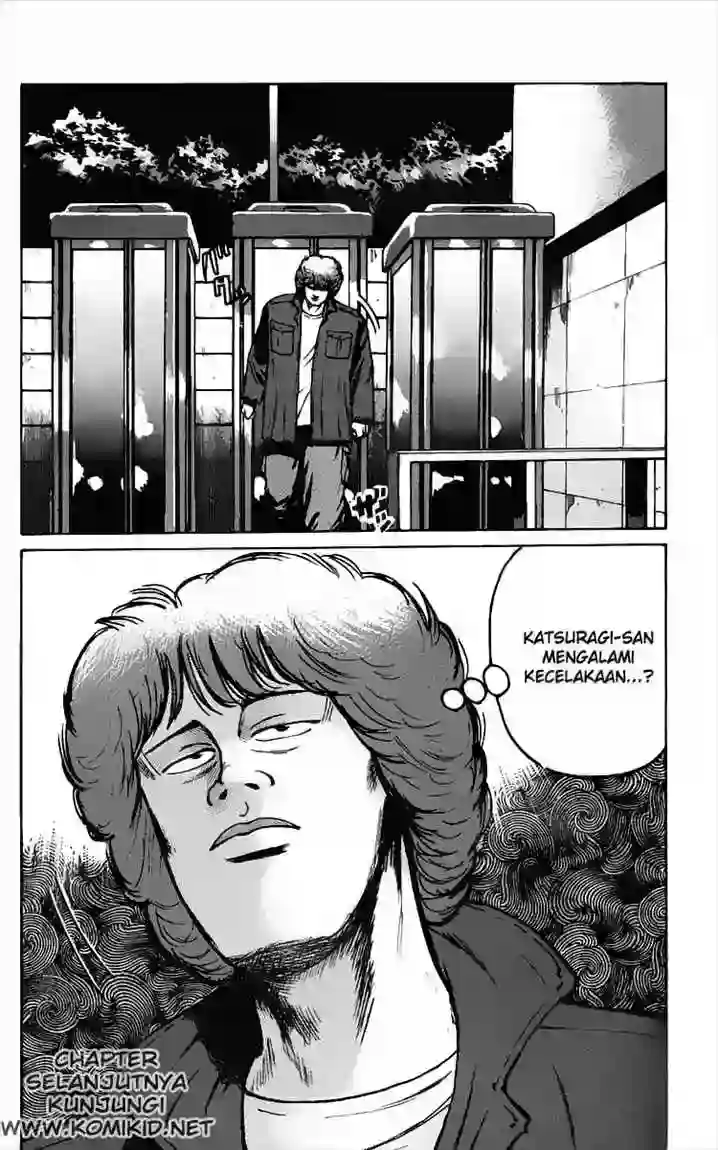 KATSURAGI-SAN
MENGALAMI
KECELAKAAN...?
CHAPTER
SELANJUTNYA
KUNJUNGI
WWW.KOMIKID.NET